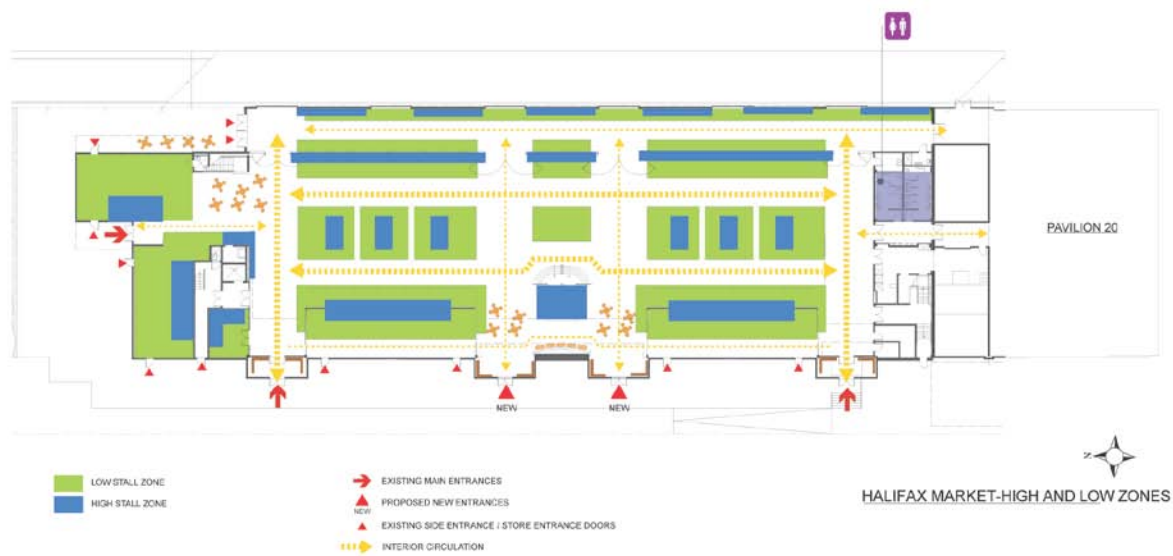 PAVILION 20
NEW
NEW
N
LOW STALL ZONE
HIGH STALL ZONE
EXISTING MAIN ENTRANCES
PROPOSED NEW ENTRANCES
NEW
EXISTING SIDE ENTRANCE / STORE ENTRANCE DOORS
INTERIOR CIRCULATION
HALIFAX MARKET-HIGH AND LOW ZONES